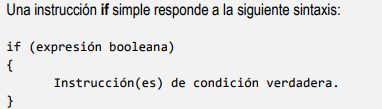 Una instrucción if simple responde a la siguiente sintaxis:
if (expresión booleana)
{
Instrucción(es) de condición verdadera.
}